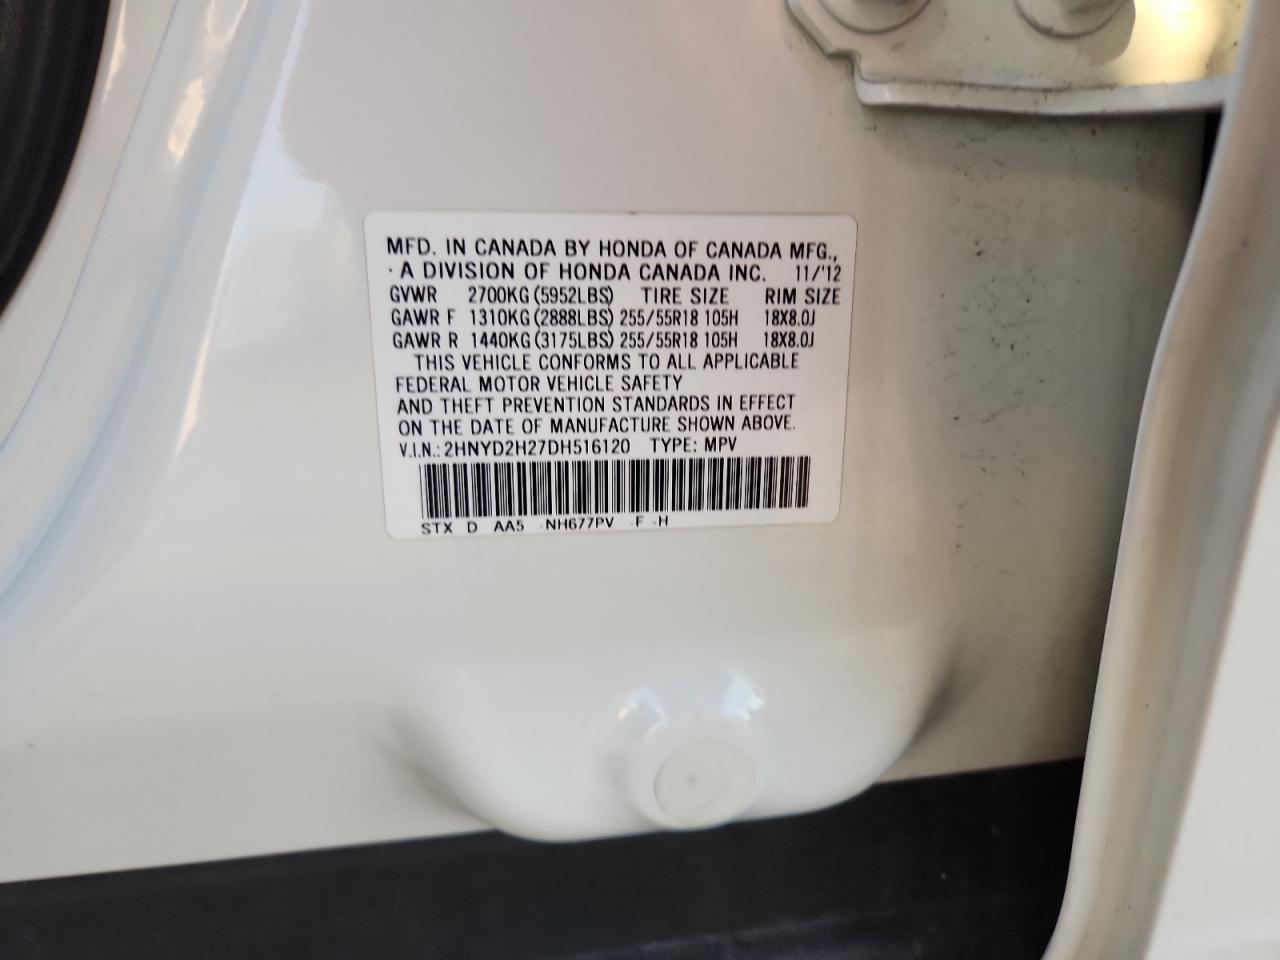 MFD. IN CANADA BY HONDA OF CANADA MFG.,
A DIVISION OF HONDA CANADA INC. 11/'12
GVWR 2700KG (5952LBS) TIRE SIZE RIM SIZE
GAWR F 1310KG (2888LBS) 255/55R18 105H 18X8.0J
GAWR R 1440KG (3175LBS) 255/55R18 105H 18X8.0J
THIS VEHICLE CONFORMS TO ALL APPLICABLE
FEDERAL MOTOR VEHICLE SAFETY
AND THEFT PREVENTION STANDARDS IN EFFECT
ON THE DATE OF MANUFACTURE SHOWN ABOVE.
V.I.N.: 2HNYD2H27DH516120 TYPE: MPV
STX D AA5 -NH677PV -F -H